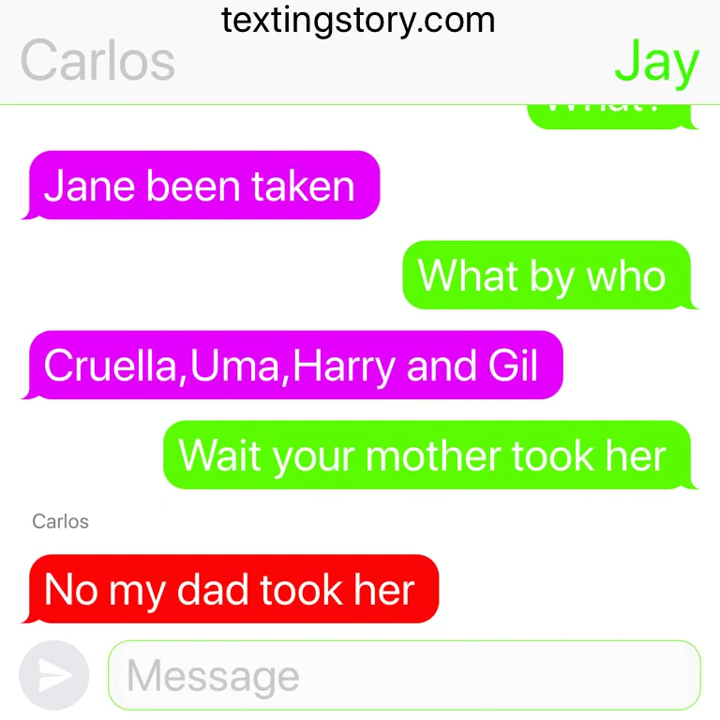 textingstory.com
Carlos
Jay
Jane been taken
What by who
Cruella,Uma,Harry and Gil
Wait your mother took her
Carlos
No my dad took her
Message